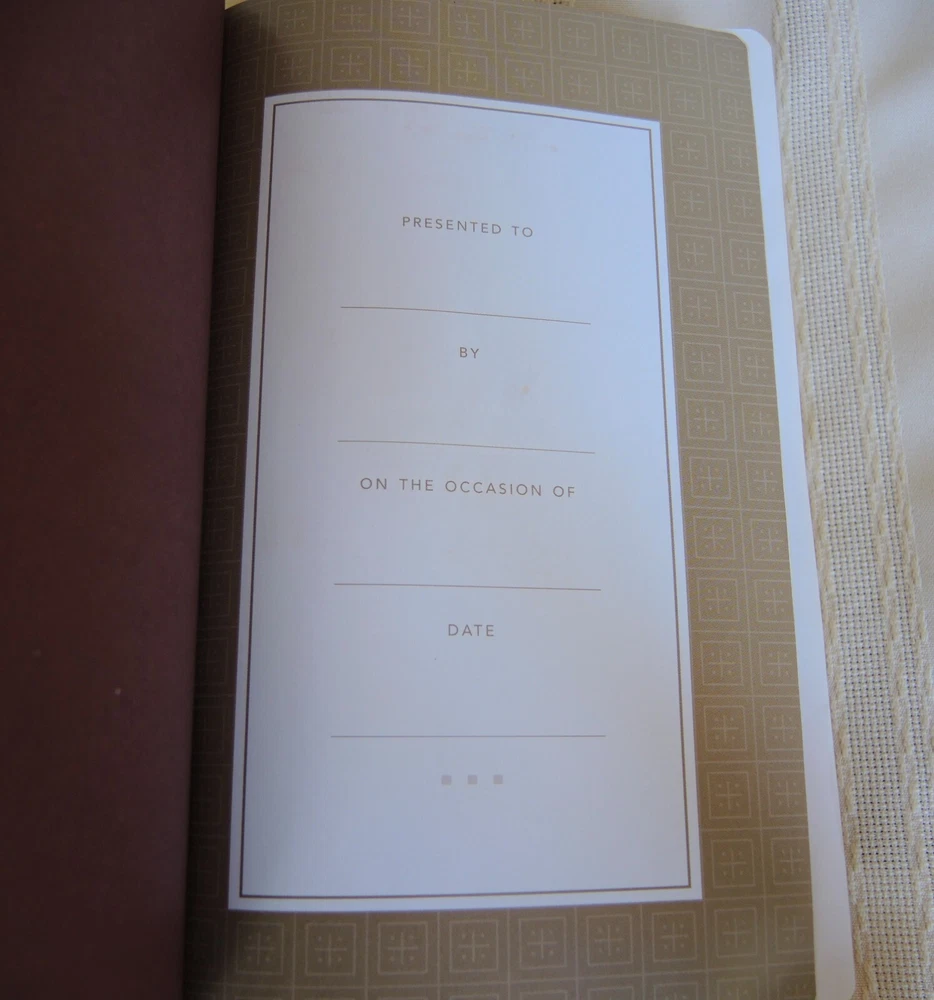 PRESENTED TO
BY
ON THE OCCASION OF
DATE